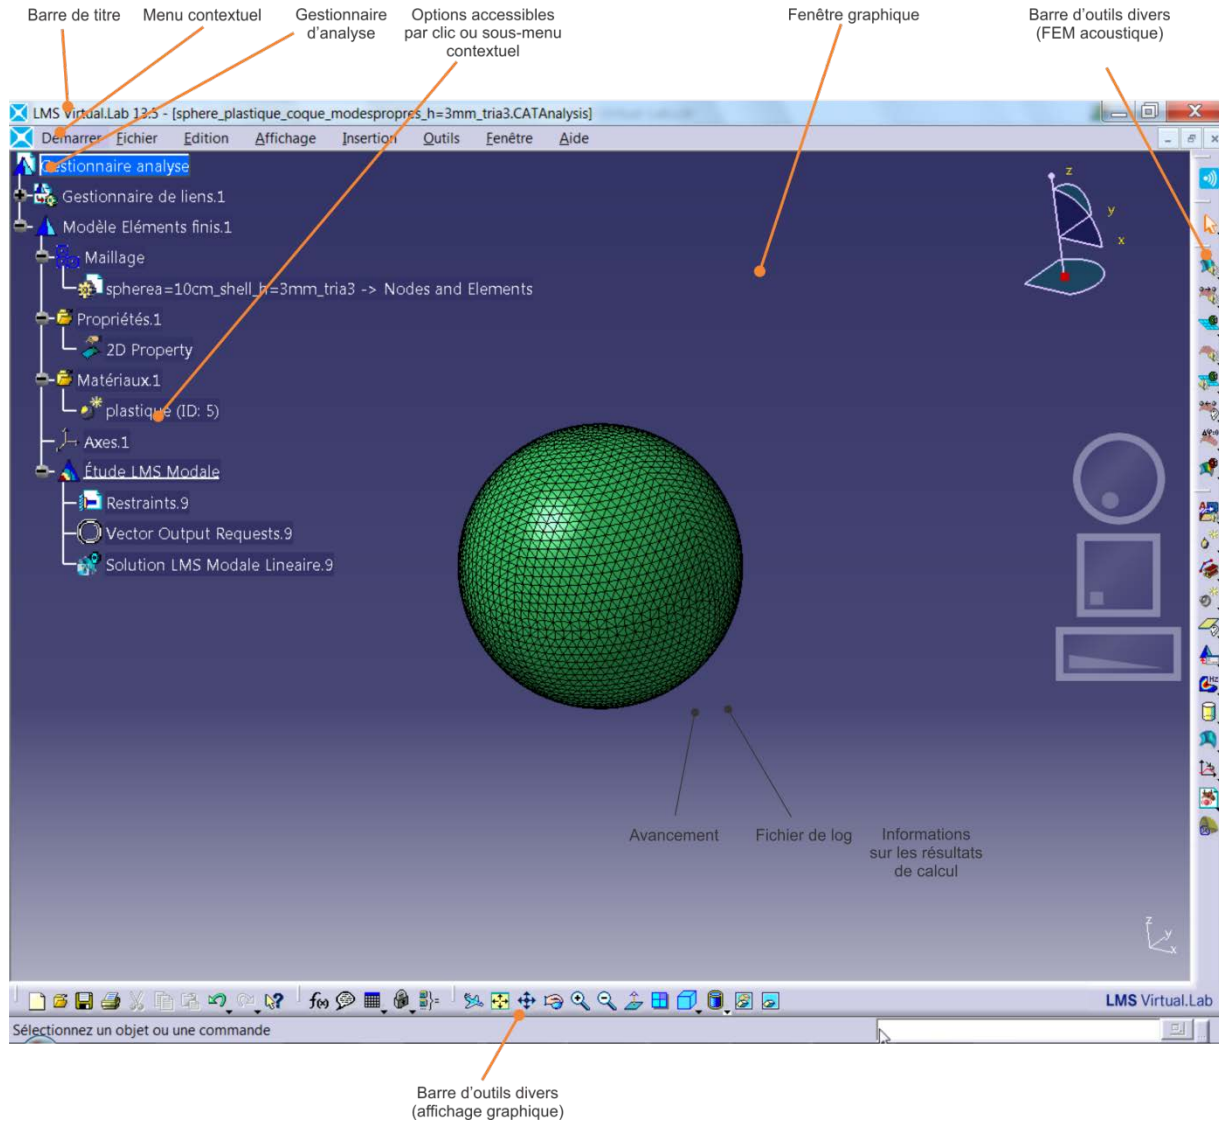 Barre de titre
Menu contextuel
Gestionnaire
d'analyse
Options accessibles
par clic ou sous-menu
contextuel
Fenêtre graphique
Barre d'outils divers
(FEM acoustique)
LMS Virtual.Lab 13.5 - [sphere_plastique_coque_modespropres_h=3mm_tria3.CATAnalysis]
Démarrer Fichier Edition Affichage Insertion Outils Fenêtre Aide
Gestionnaire analyse
Gestionnaire de liens.1
Modèle Eléments finis.1
Maillage
spherea=10cm_shell_h=3mm_tria3 -> Nodes and Elements
Propriétés.1
2D Property
Matériaux.1
plastique (ID: 5)
Axes.1
Étude LMS Modale
Restraints.9
Vector Output Requests.9
Solution LMS Modale Lineaire.9
z
y
x
Avancement
Fichier de log
Informations
sur les résultats
de calcul
z
y
x
f(x)
LMS Virtual.Lab
Sélectionnez un objet ou une commande
Barre d'outils divers
(affichage graphique)